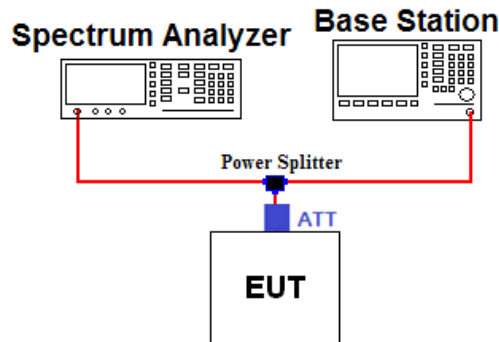 Spectrum Analyzer
Base Station
Power Splitter
ATT
EUT